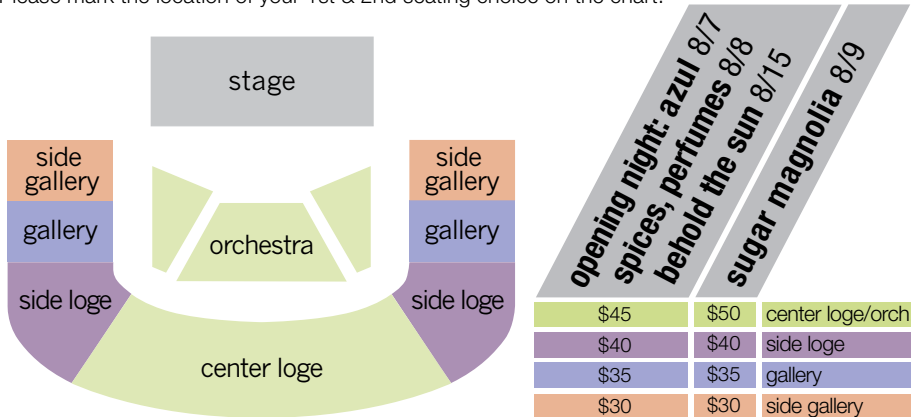 Please mark the location of your 1st & 2nd seating choice on the chart.
stage
side
gallery
side
gallery
gallery
orchestra
gallery
side loge
side loge
center loge
opening night: azul 8/7
spices, perfumes 8/8
behold the sun 8/15
sugar magnolia 8/9
$45 $50 center loge/orch
$40 $40 side loge
$35 $35 gallery
$30 $30 side gallery